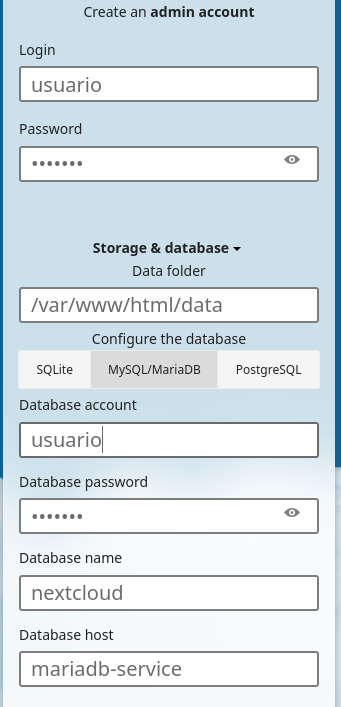 Create an admin account
Login
usuario
Password
•••••••
Storage & database
Data folder
/var/www/html/data
Configure the database
SQLite MySQL/MariaDB PostgreSQL
Database account
usuario
Database password
•••••••
Database name
nextcloud
Database host
mariadb-service